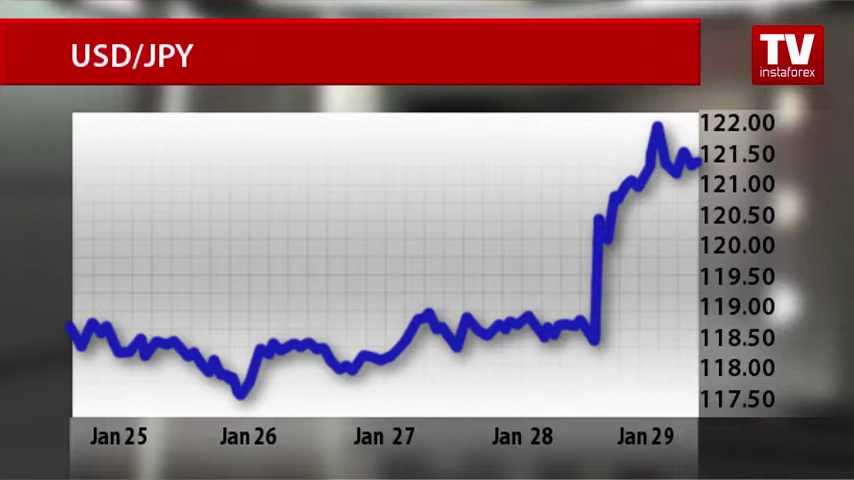 USD/JPY
TV
instaforex
122.00
121.50
121.00
120.50
120.00
119.50
119.00
118.50
118.00
117.50
Jan 25 Jan 26 Jan 27 Jan 28 Jan 29